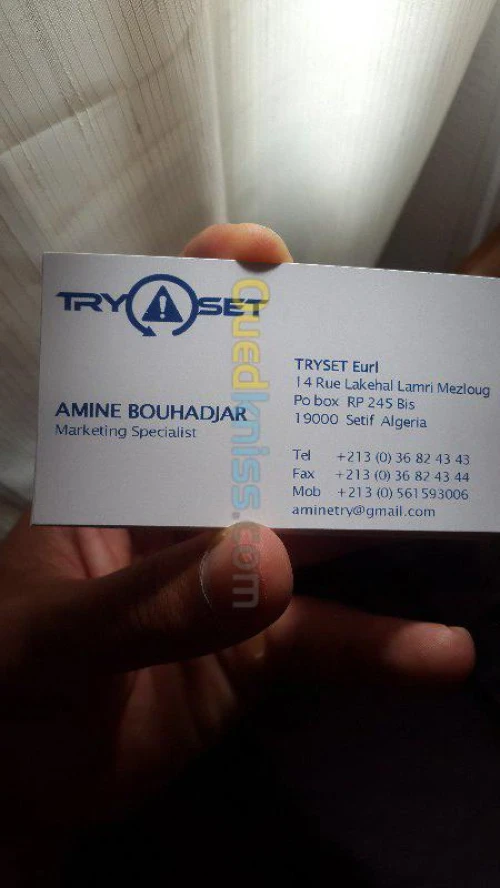 TRY SET
AMINE BOUHADJAR
Marketing Specialist
TRYSET Eurl
14 Rue Lakehal Lamri Mezloug
Po box RP 245 Bis
19000 Setif Algeria
Tel +213 (0) 36 82 43 43
Fax +213 (0) 36 82 43 44
Mob +213 (0) 561593006
aminetry@gmail.com
Ouedkniss.com